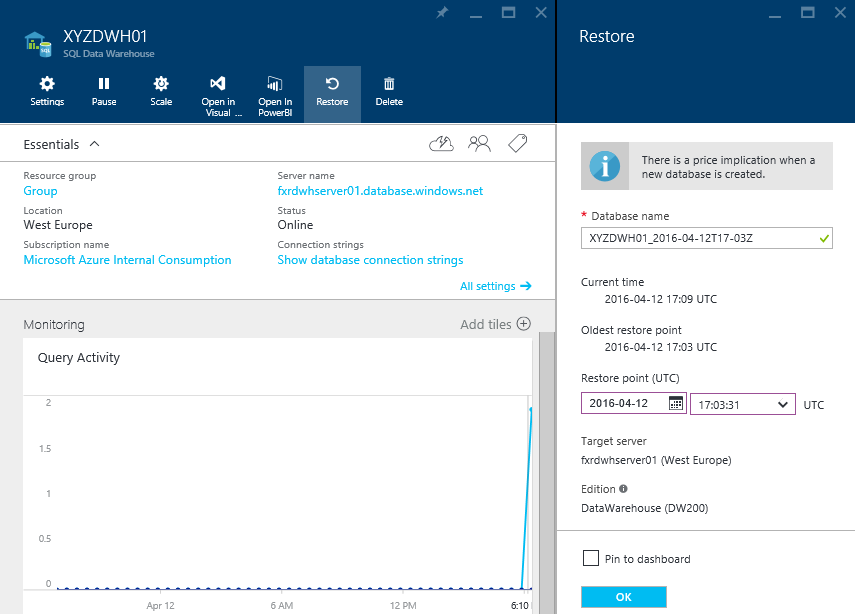 XYZDWH01
SQL Data Warehouse
Settings
Pause
Scale
Open in
Visual ...
Open In
PowerBI
Restore
Delete
Essentials
Resource group
Group
Location
West Europe
Subscription name
Microsoft Azure Internal Consumption
Server name
fxrdwhserver01.database.windows.net
Status
Online
Connection strings
Show database connection strings
All settings
Monitoring
Add tiles
Query Activity
2
1.5
1
0.5
0
Apr 12
6 AM
12 PM
6:10
Restore
There is a price implication when a
new database is created.
* Database name
XYZDWH01_2016-04-12T17-03Z
Current time
2016-04-12 17:09 UTC
Oldest restore point
2016-04-12 17:03 UTC
Restore point (UTC)
2016-04-12
17:03:31
UTC
Target server
fxrdwhserver01 (West Europe)
Edition
DataWarehouse (DW200)
Pin to dashboard
OK